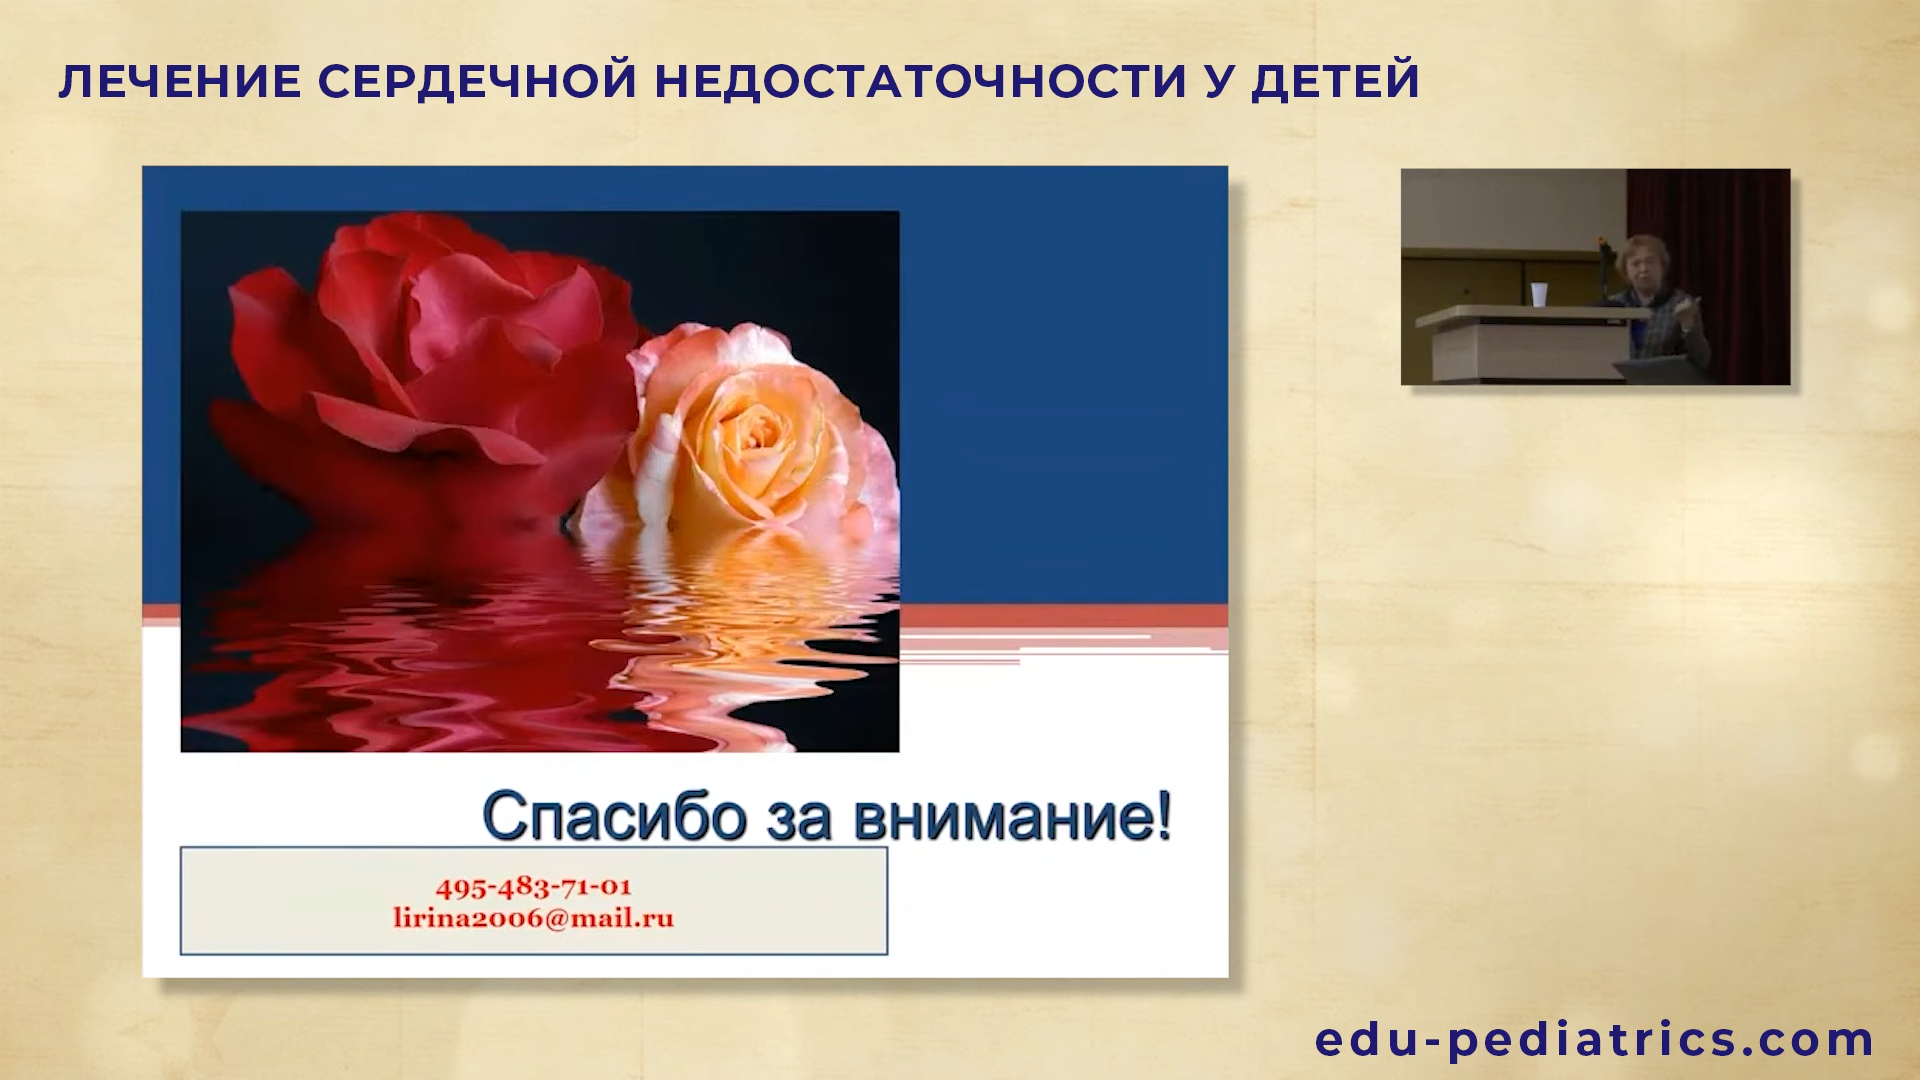 ЛЕЧЕНИЕ СЕРДЕЧНОЙ НЕДОСТАТОЧНОСТИ У ДЕТЕЙ
Спасибо за внимание!
495-483-71-01
lirina2006@mail.ru
edu-pediatrics.com